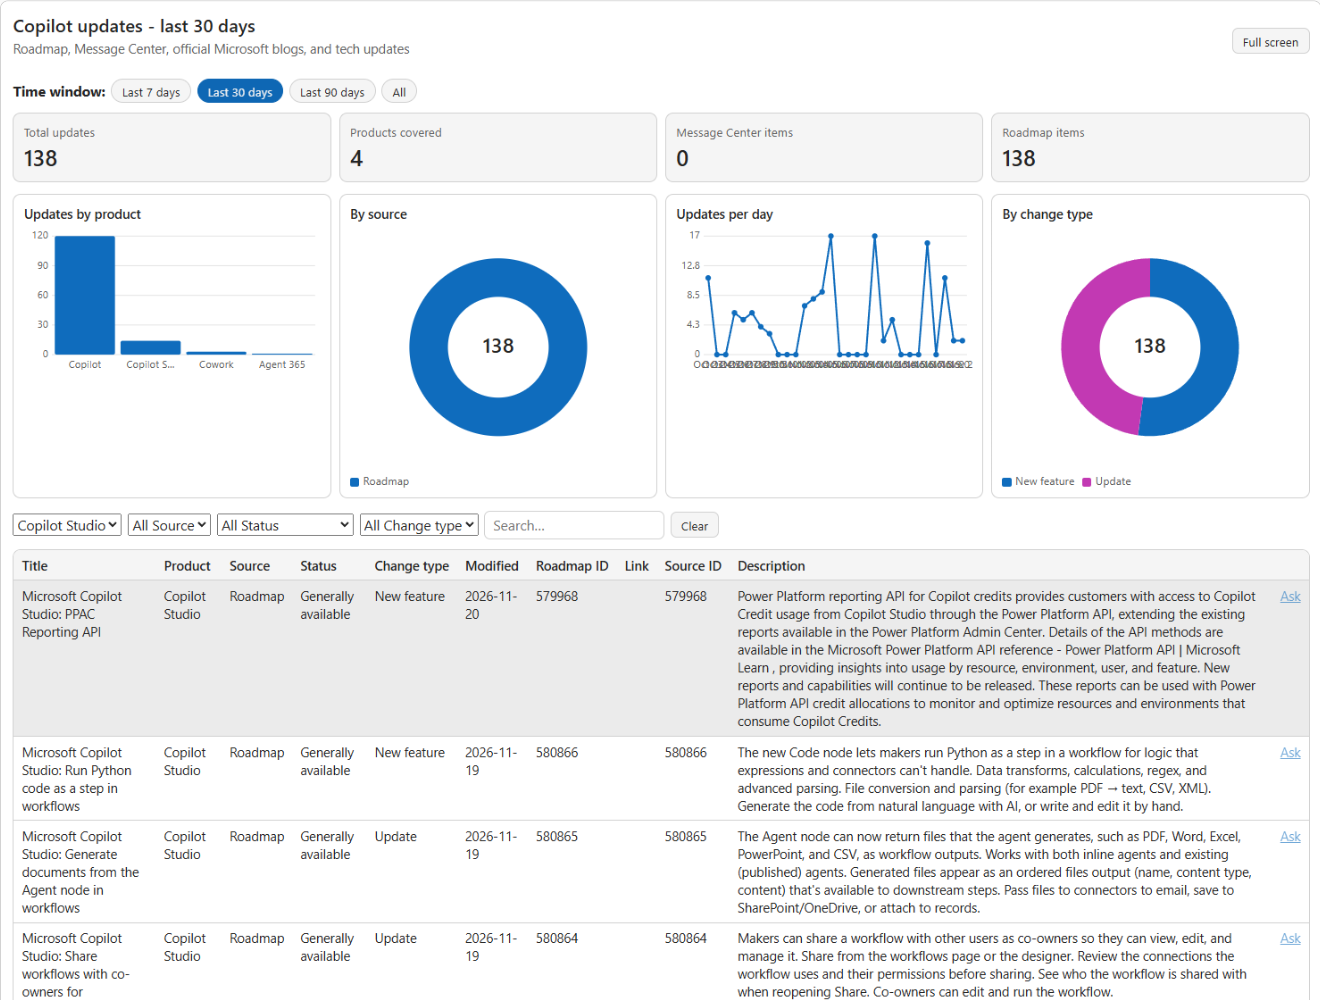 Copilot updates - last 30 days
Roadmap, Message Center, official Microsoft blogs, and tech updates
Full screen
Time window:
Last 7 days
Last 30 days
Last 90 days
All
Total updates
138
Products covered
4
Message Center items
0
Roadmap items
138
Updates by product
120
90
60
30
0
Copilot
Copilot S...
Cowork
Agent 365
By source
138
Roadmap
Updates per day
17
12.8
8.5
4.3
0
By change type
138
New feature
Update
Copilot Studio
All Source
All Status
All Change type
Search...
Clear
Title Product Source Status Change type Modified Roadmap ID Link Source ID Description
Microsoft Copilot
Studio: PPAC
Reporting API
Copilot
Studio
Roadmap
Generally
available
New feature
2026-11-
20
579968
579968
Power Platform reporting API for Copilot credits provides customers with access to Copilot
Credit usage from Copilot Studio through the Power Platform API, extending the existing
reports available in the Power Platform Admin Center. Details of the API methods are
available in the Microsoft Power Platform API reference - Power Platform API | Microsoft
Learn , providing insights into usage by resource, environment, user, and feature. New
reports and capabilities will continue to be released. These reports can be used with Power
Platform API credit allocations to monitor and optimize resources and environments that
consume Copilot Credits.
Ask
Microsoft Copilot
Studio: Run Python
code as a step in
workflows
Copilot
Studio
Roadmap
Generally
available
New feature
2026-11-
19
580866
580866
The new Code node lets makers run Python as a step in a workflow for logic that
expressions and connectors can't handle. Data transforms, calculations, regex, and
advanced parsing. File conversion and parsing (for example PDF → text, CSV, XML).
Generate the code from natural language with AI, or write and edit it by hand.
Ask
Microsoft Copilot
Studio: Generate
documents from the
Agent node in
workflows
Copilot
Studio
Roadmap
Generally
available
Update
2026-11-
19
580865
580865
The Agent node can now return files that the agent generates, such as PDF, Word, Excel,
PowerPoint, and CSV, as workflow outputs. Works with both inline agents and existing
(published) agents. Generated files appear as an ordered files output (name, content type,
content) that's available to downstream steps. Pass files to connectors to email, save to
SharePoint/OneDrive, or attach to records.
Ask
Microsoft Copilot
Studio: Share
workflows with co-
owners for
Copilot
Studio
Roadmap
Generally
available
Update
2026-11-
19
580864
580864
Makers can share a workflow with other users as co-owners so they can view, edit, and
manage it. Share from the workflows page or the designer. Review the connections the
workflow uses and their permissions before sharing. See who the workflow is shared with
when reopening Share. Co-owners can edit and run the workflow.
Ask